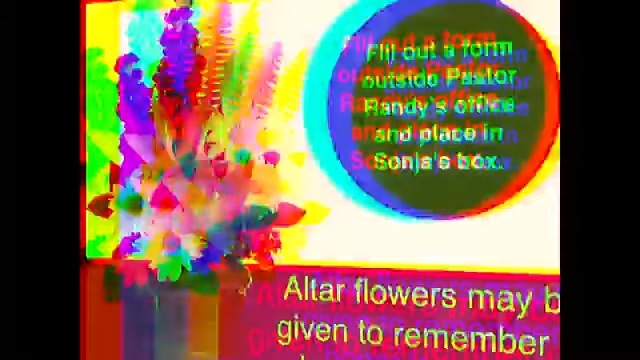 Fill out a form
outside Pastor
Randy's office
and place in
Sonja's box.
Altar flowers may b
given to remember